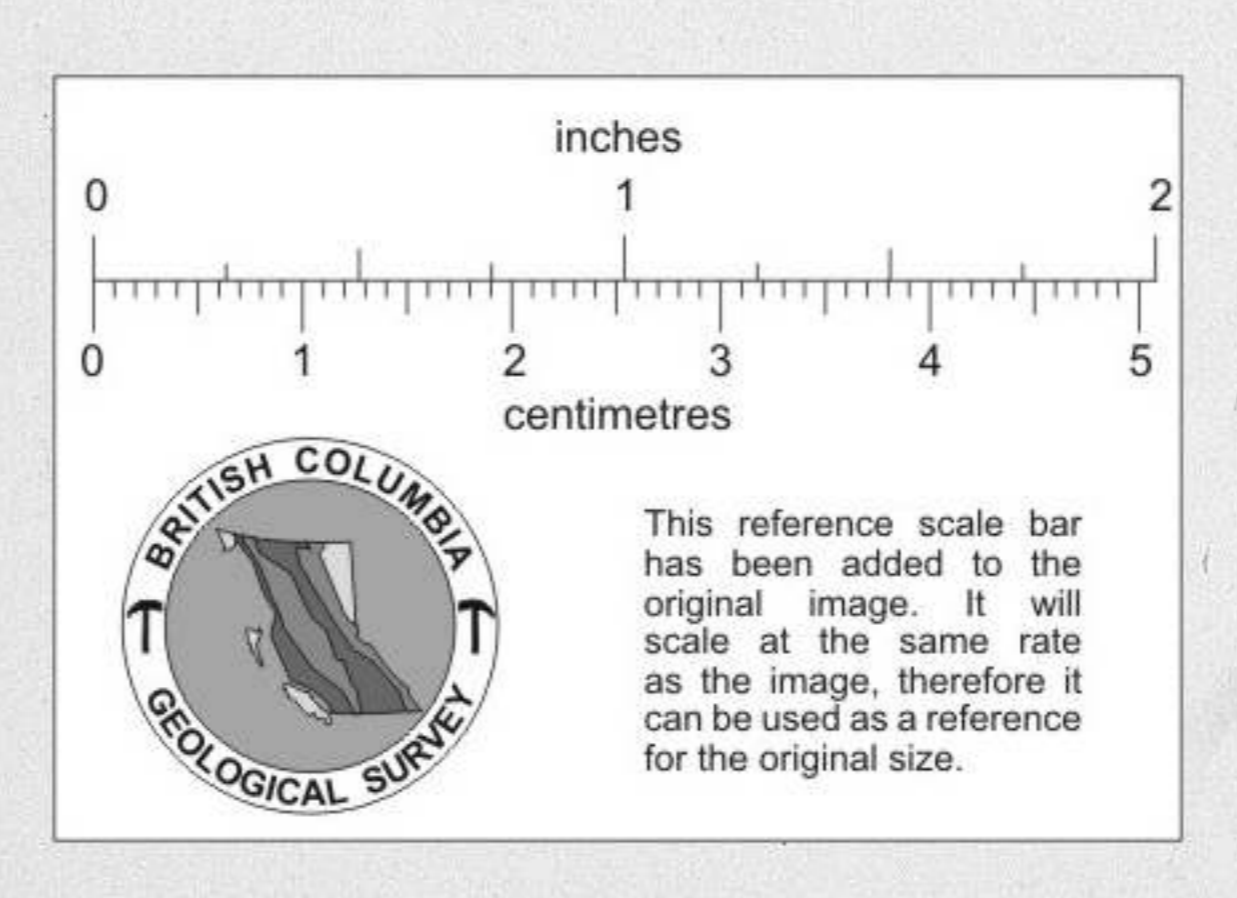 inches
0 1 2
0 1 2 3 4 5
centimetres
BRITISH COLUMBIA
GEOLOGICAL SURVEY
This reference scale bar
has been added to the
original image. It will
scale at the same rate
as the image, therefore it
can be used as a reference
for the original size.